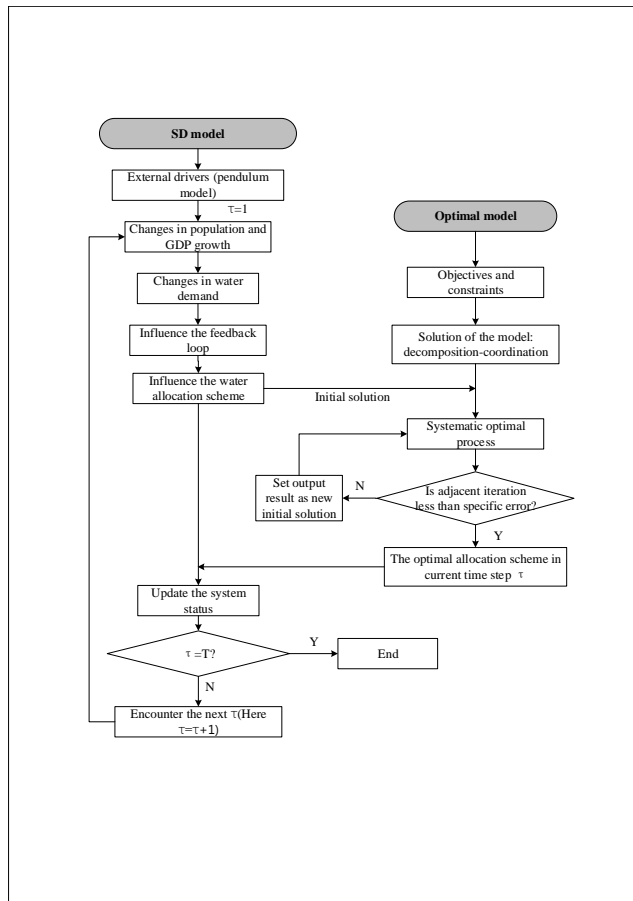 SD model
External drivers (pendulum
model)
τ=1
Changes in population and
GDP growth
Changes in water
demand
Influence the feedback
loop
Influence the water
allocation scheme
Initial solution
Optimal model
Objectives and
constraints
Solution of the model:
decomposition-coordination
Systematic optimal
process
Is adjacent iteration
less than specific error?
N
Set output
result as new
initial solution
Y
The optimal allocation scheme in
current time step τ
Update the system
status
τ=T?
Y
End
N
Encounter the next τ(Here
τ=τ+1)